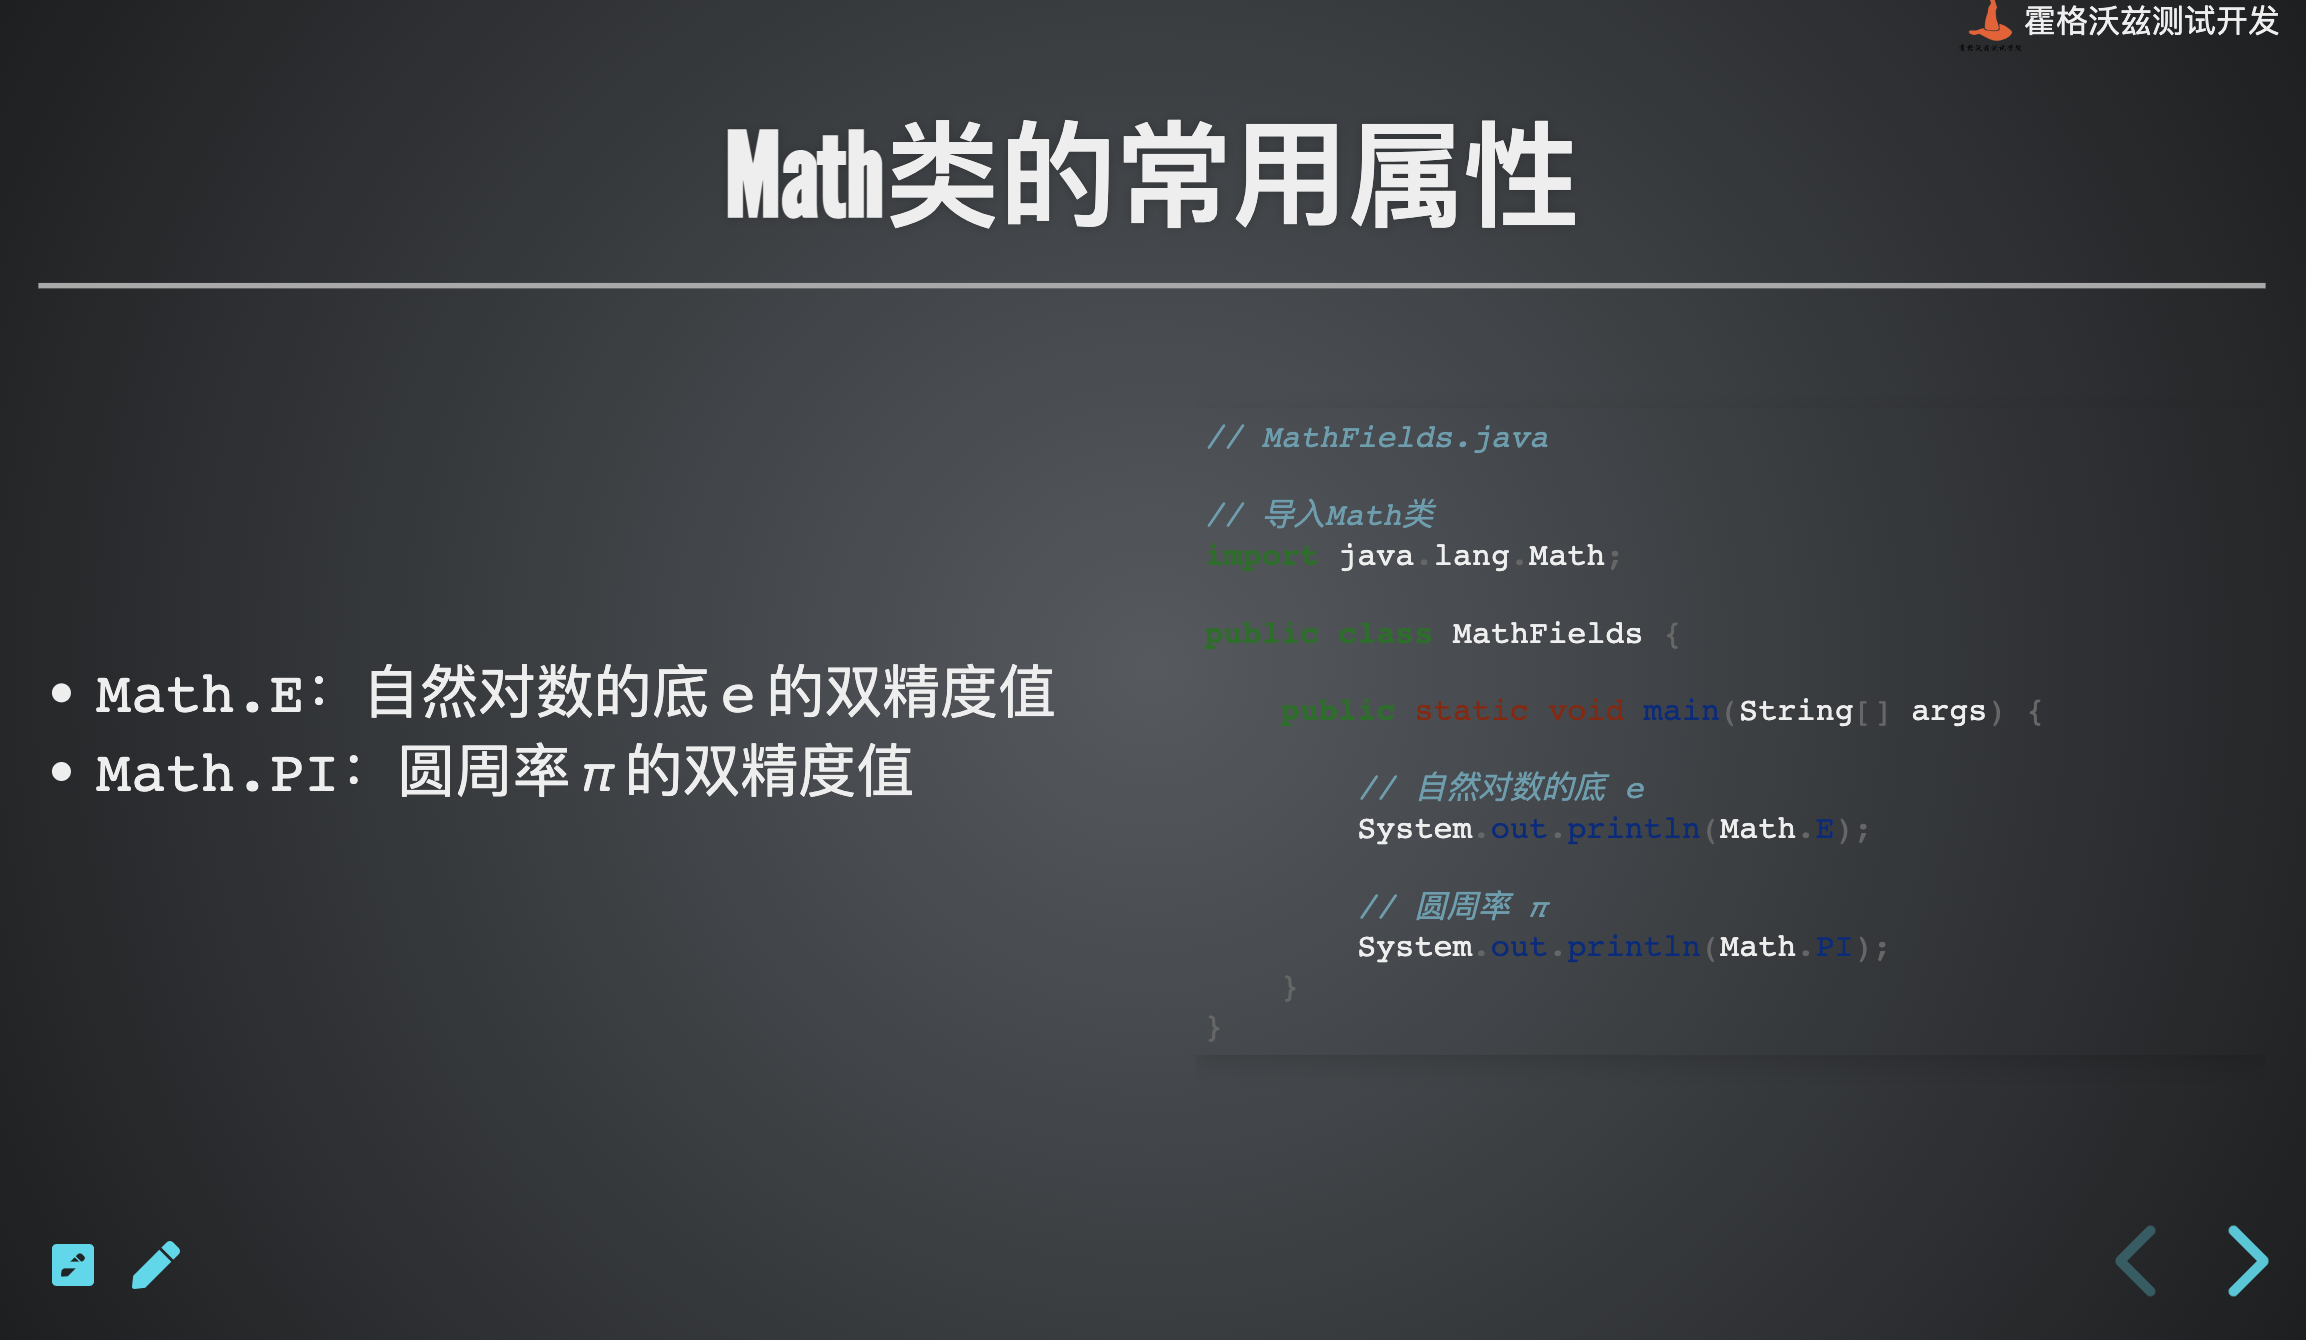 霍格沃兹测试开发
Math类的常用属性
• Math.E：自然对数的底 e 的双精度值
• Math.PI：圆周率 π 的双精度值
// MathFields.java
// 导入Math类
import java.lang.Math;
public class MathFields {
public static void main(String[] args) {
// 自然对数的底 e
System.out.println(Math.E);
// 圆周率 π
System.out.println(Math.PI);
}
}